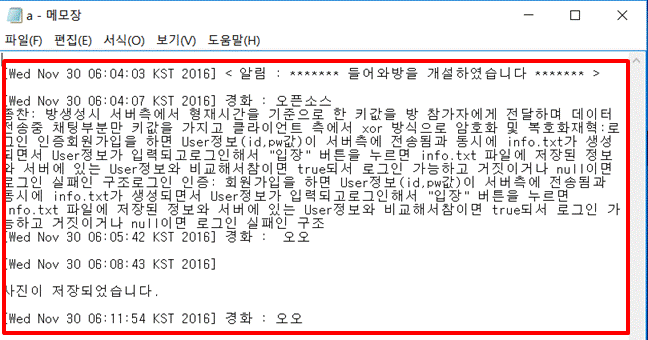 a - 메모장
파일(F) 편집(E) 서식(O) 보기(V) 도움말(H)
[Wed Nov 30 06:04:03 KST 2016] < 알림 : ******* 들어와방을 개설하였습니다 ******* >
[Wed Nov 30 06:04:07 KST 2016] 경화 : 오픈소스
종찬: 방생성시 서버측에서 형재시간을 기준으로 한 키값을 방 참가자에게 전달하며 데이터
전송중 채팅부분만 키값을 가지고 클라이언트 측에서 xor 방식으로 암호화 및 복호화재혁:로
그인 인증회원가입을 하면 User정보(id,pw값)이 서버측에 전송됨과 동시에 info.txt가 생성
되면서 User정보가 입력되고로그인해서 "입장" 버튼을 누르면 info.txt 파일에 저장된 정보
와 서버에 있는 User정보와 비교해서참이면 true되서 로그인 가능하고 거짓이거나 null이면
로그인 실패인 구조로그인 인증: 회원가입을 하면 User정보(id,pw값)이 서버측에 전송됨과
동시에 info.txt가 생성되면서 User정보가 입력되고로그인해서 "입장" 버튼을 누르면
info.txt 파일에 저장된 정보와 서버에 있는 User정보와 비교해서참이면 true되서 로그인 가
능하고 거짓이거나 null이면 로그인 실패인 구조
[Wed Nov 30 06:05:42 KST 2016] 경화 : 오오
[Wed Nov 30 06:08:43 KST 2016]
사진이 저장되었습니다.
[Wed Nov 30 06:11:54 KST 2016] 경화 : 오오